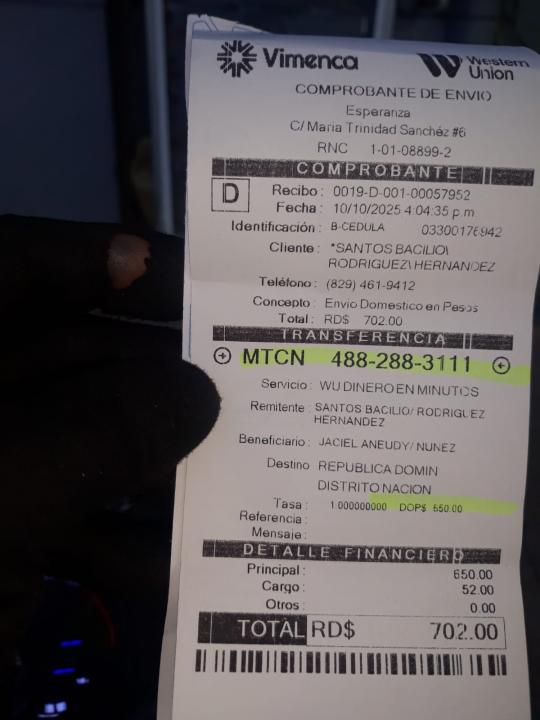 Vimenca Western Union
COMPROBANTE DE ENVIO
Esperanza
C/ Maria Trinidad Sanchéz #6
RNC 1-01-08899-2
COMPROBANTE
D
Recibo : 0019-D-001-00057952
Fecha : 10/10/2025 4:04:35 p.m
Identificación : B-CEDULA 03300176942
Cliente : *SANTOS BACILIO\
RODRIGUEZ\ HERNANDEZ
Teléfono : (829) 461-9412
Concepto : Envio Domestico en Pesos
Total : RD$ 702.00
TRANSFERENCIA
MTCN 488-288-3111
Servicio : WU DINERO EN MINUTOS
Remitente : SANTOS BACILIO/ RODRIGUEZ
HERNANDEZ
Beneficiario : JACIEL ANEUDY/ NUNEZ
Destino REPUBLICA DOMIN
DISTRITO NACION
Tasa : 1.000000000 DOP$ 650.00
Referencia :
Mensaje :
DETALLE FINANCIERO
Principal : 650.00
Cargo : 52.00
Otros : 0.00
TOTAL RD$ 702.00